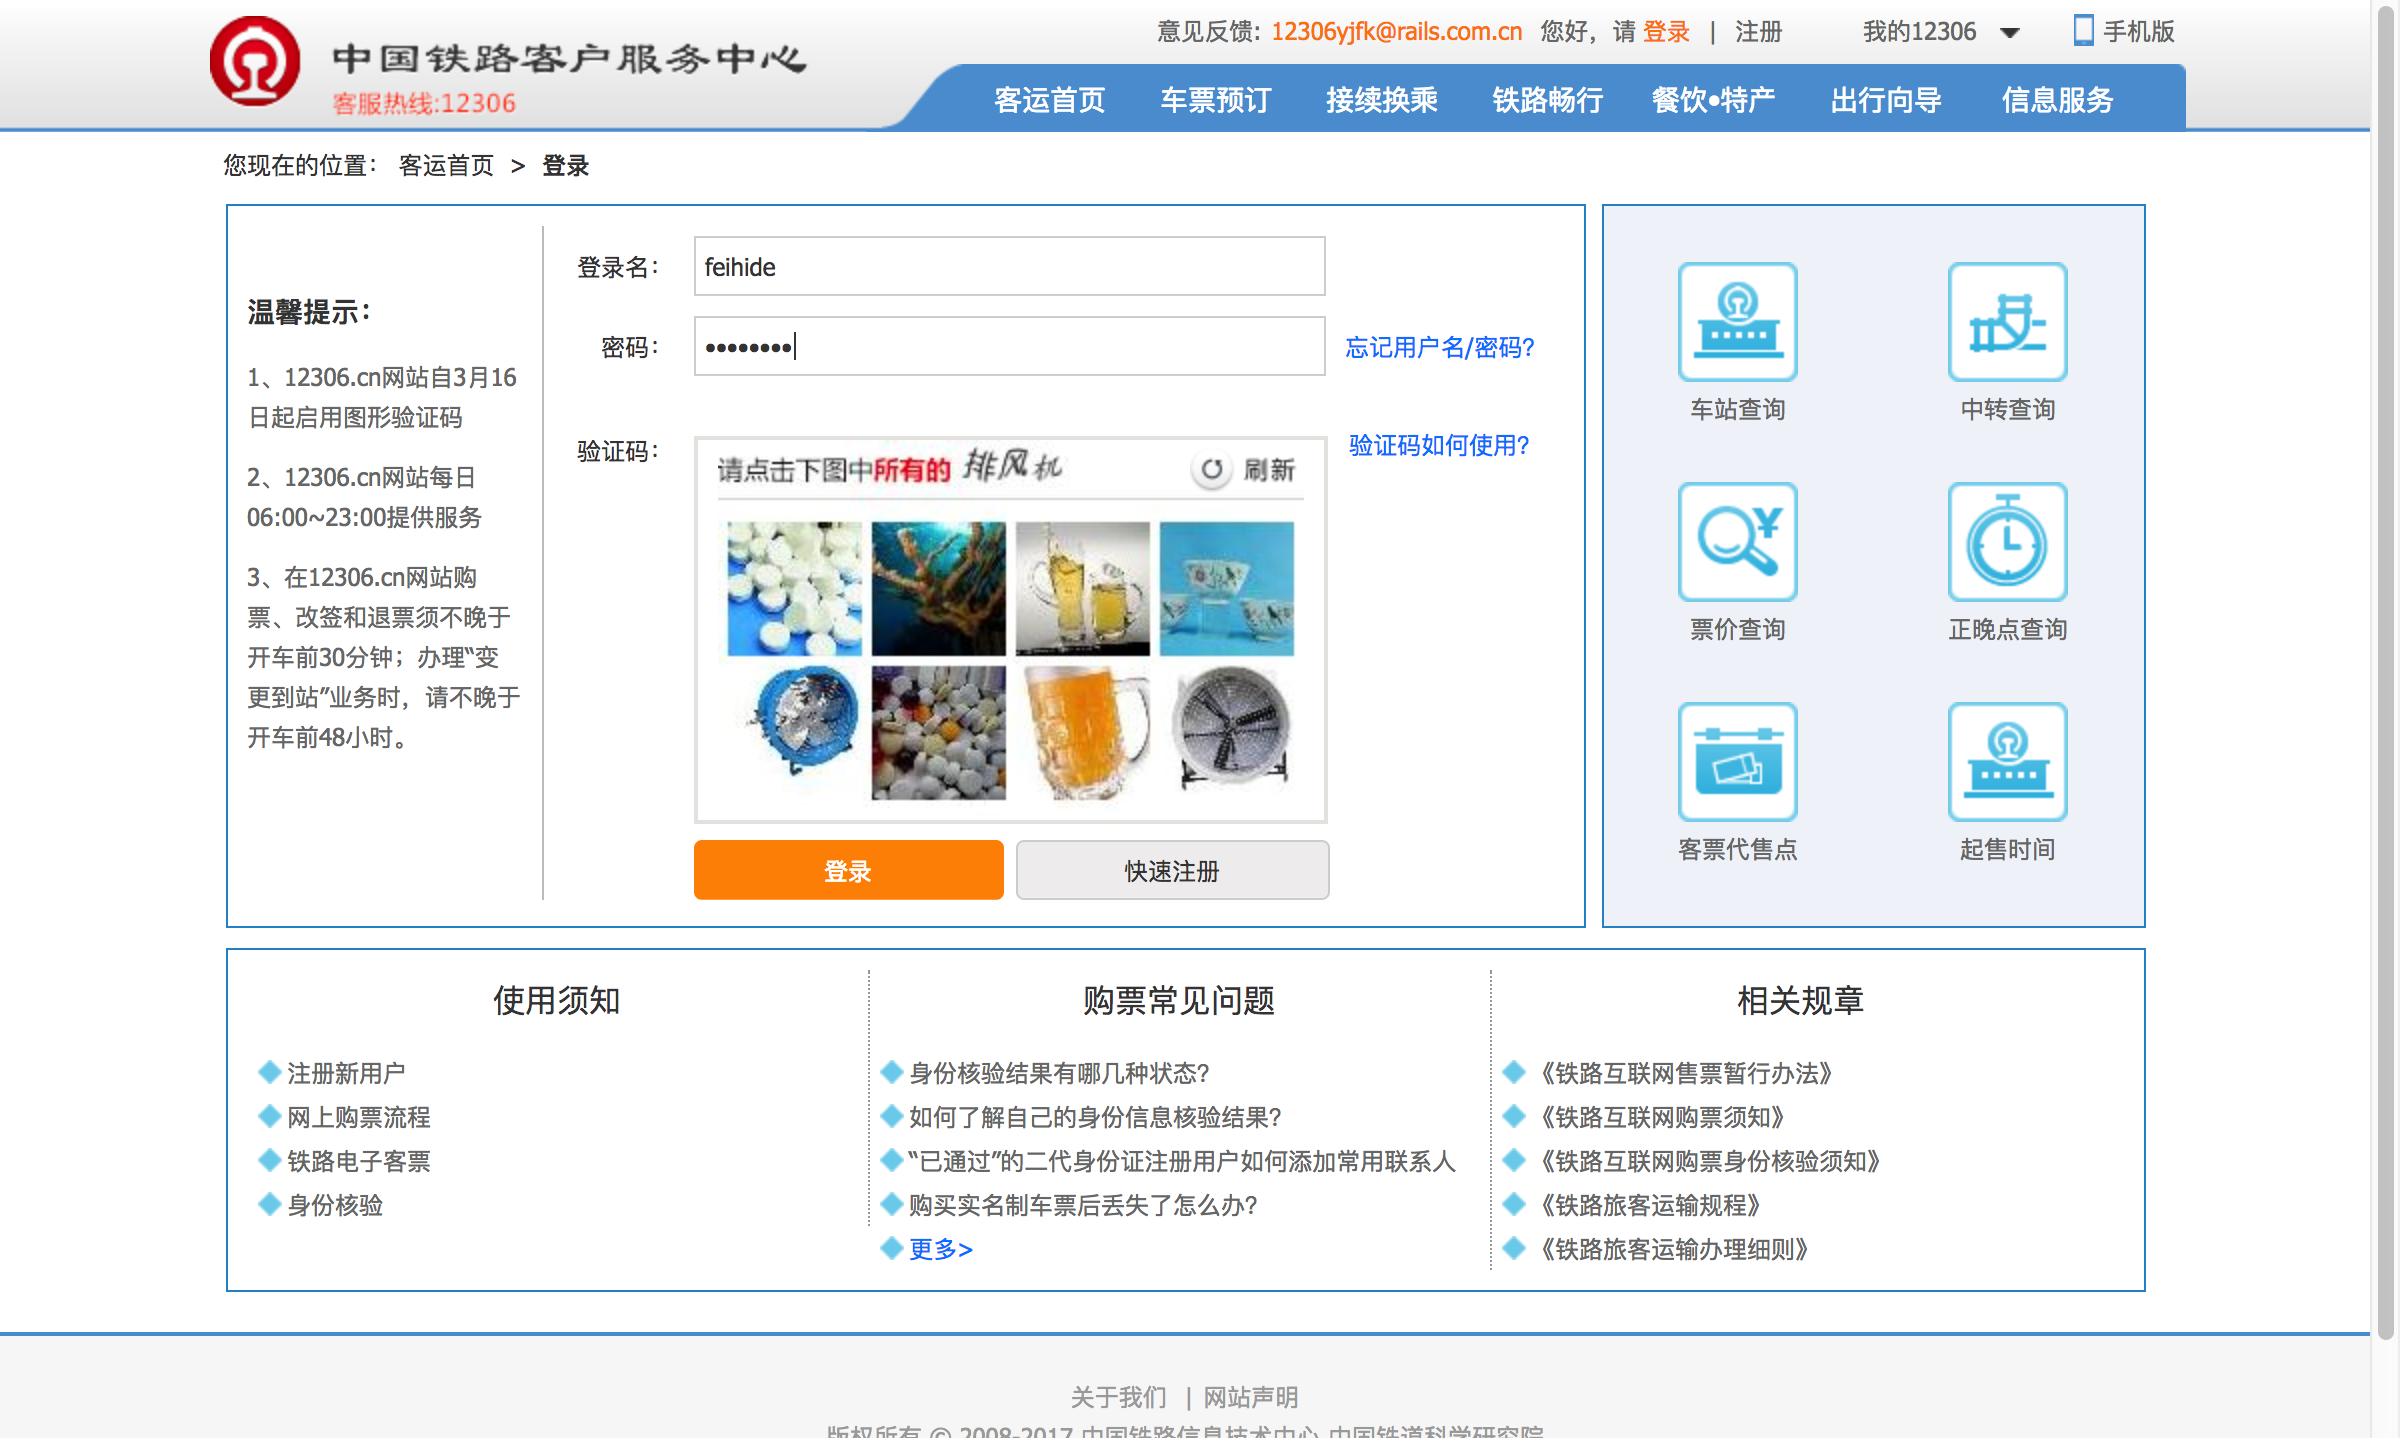 意见反馈: 12306yjfk@rails.com.cn 您好，请 登录 | 注册 我的12306 手机版
中国铁路客户服务中心
客服热线:12306
客运首页 车票预订 接续换乘 铁路畅行 餐饮•特产 出行向导 信息服务
您现在的位置： 客运首页 > 登录
温馨提示：
1、12306.cn网站自3月16
日起启用图形验证码
2、12306.cn网站每日
06:00~23:00提供服务
3、在12306.cn网站购
票、改签和退票须不晚于
开车前30分钟；办理“变
更到站”业务时，请不晚于
开车前48小时。
登录名： feihide
密码： ••••••••
忘记用户名/密码?
验证码：
请点击下图中所有的 排风机 刷新
验证码如何使用?
登录 快速注册
车站查询 中转查询
票价查询 正晚点查询
客票代售点 起售时间
使用须知
注册新用户
网上购票流程
铁路电子客票
身份核验
购票常见问题
身份核验结果有哪几种状态?
如何了解自己的身份信息核验结果?
“已通过”的二代身份证注册用户如何添加常用联系人
购买实名制车票后丢失了怎么办?
更多>
相关规章
《铁路互联网售票暂行办法》
《铁路互联网购票须知》
《铁路互联网购票身份核验须知》
《铁路旅客运输规程》
《铁路旅客运输办理细则》
关于我们 | 网站声明
版权所有 © 2008-2017 中国铁路信息技术中心 中国铁道科学研究院